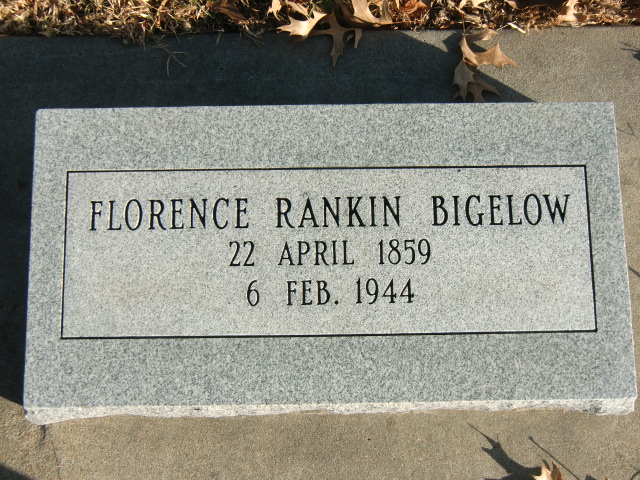 FLORENCE RANKIN BIGELOW
22 APRIL 1859
6 FEB. 1944